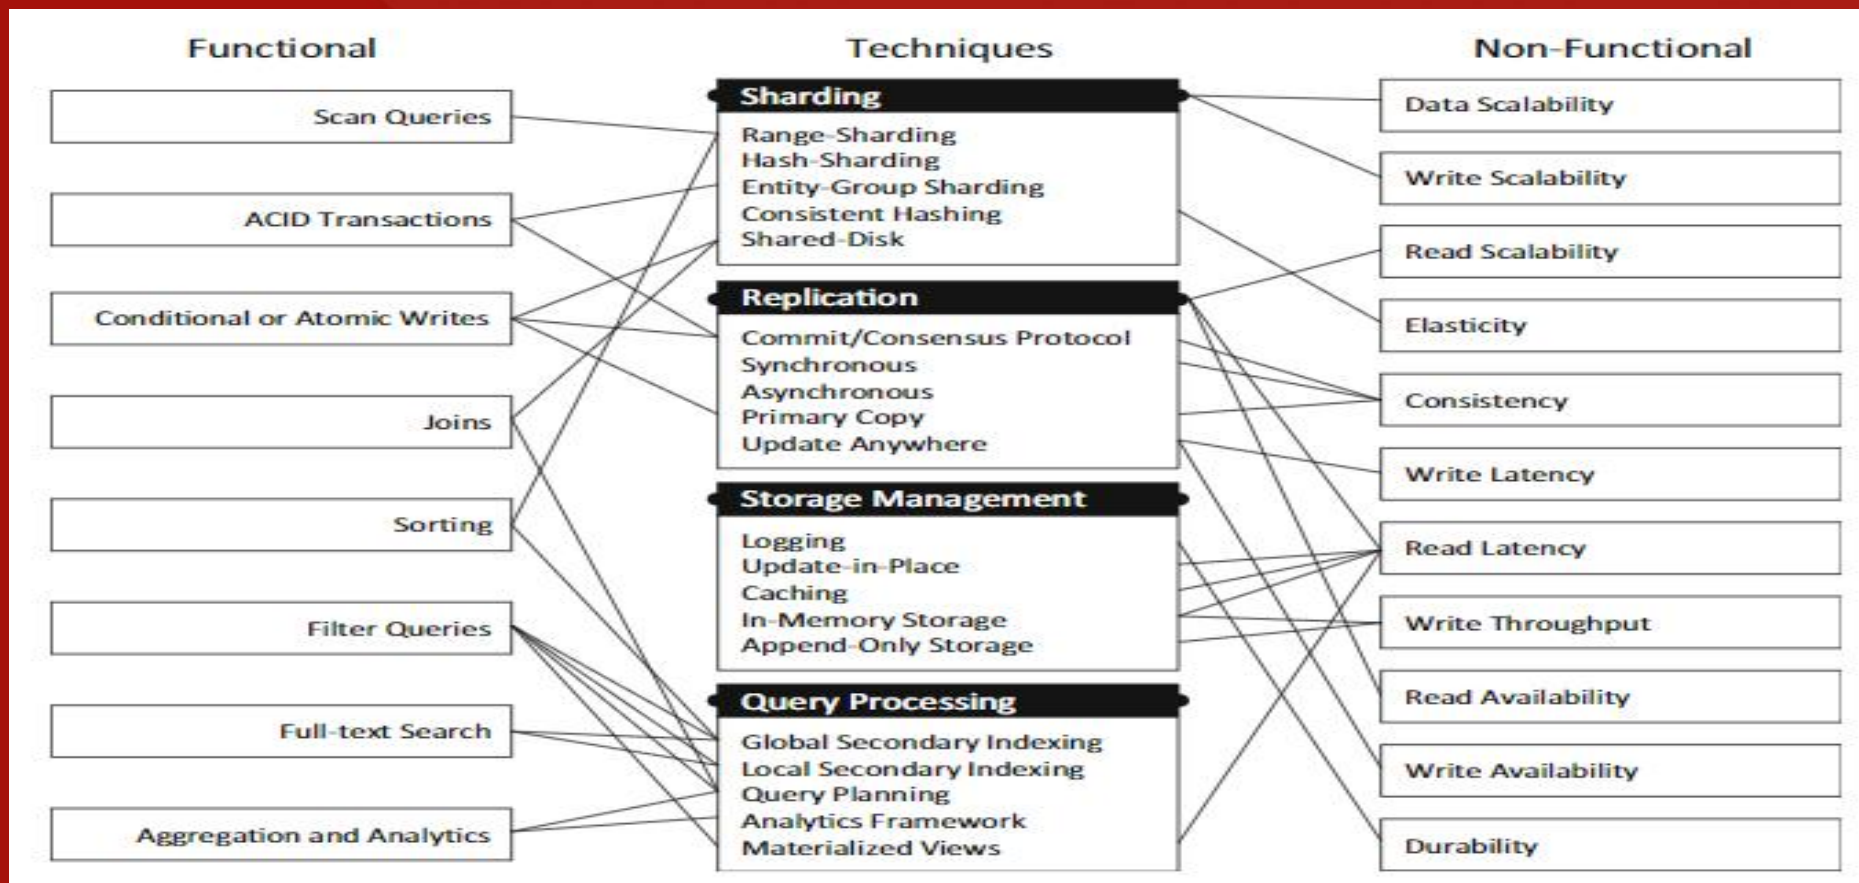 Functional
Scan Queries
ACID Transactions
Conditional or Atomic Writes
Joins
Sorting
Filter Queries
Full-text Search
Aggregation and Analytics
Techniques
Sharding
Range-Sharding
Hash-Sharding
Entity-Group Sharding
Consistent Hashing
Shared-Disk
Replication
Commit/Consensus Protocol
Synchronous
Asynchronous
Primary Copy
Update Anywhere
Storage Management
Logging
Update-in-Place
Caching
In-Memory Storage
Append-Only Storage
Query Processing
Global Secondary Indexing
Local Secondary Indexing
Query Planning
Analytics Framework
Materialized Views
Non-Functional
Data Scalability
Write Scalability
Read Scalability
Elasticity
Consistency
Write Latency
Read Latency
Write Throughput
Read Availability
Write Availability
Durability